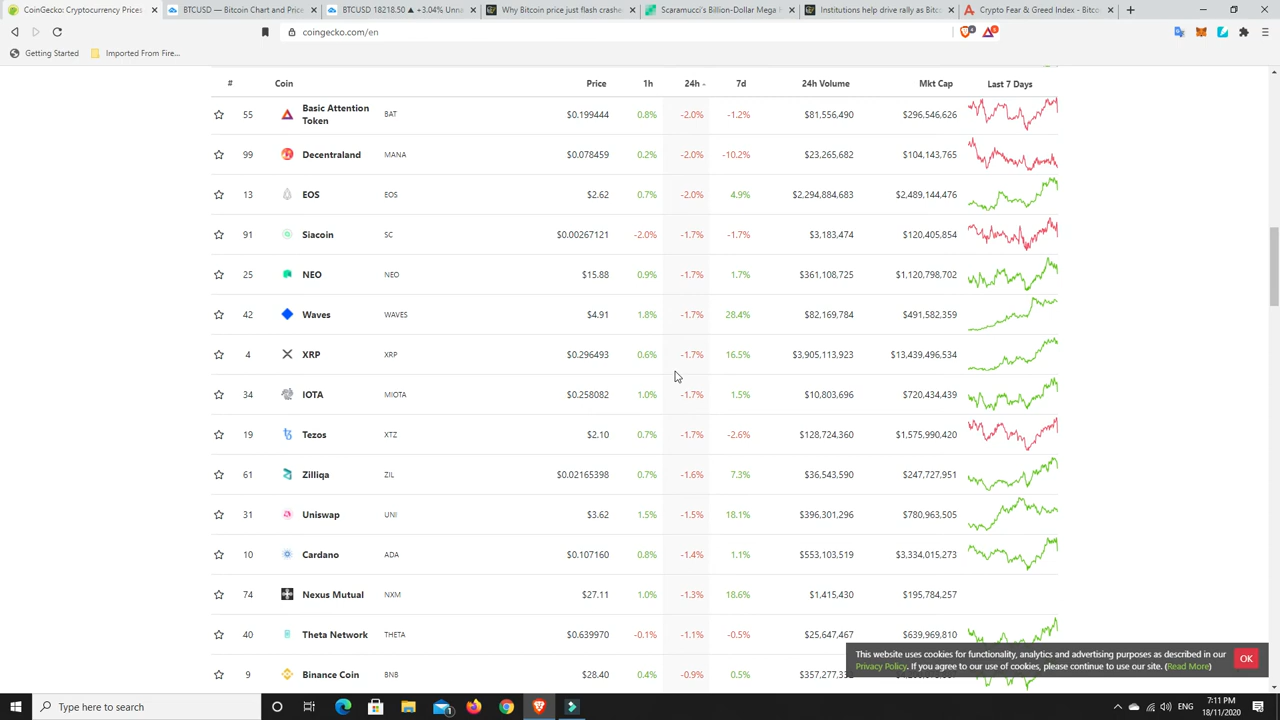 CoinGecko: Cryptocurrency Prices
BTCUSD — Bitcoin Chart and Price
BTCUSD 18218.50 ▲ +3.04% Unna
Why Bitcoin price just flash crashe
Scaramucci's Billion-Dollar Mega
Institutions help drive rally as Bitco
Crypto Fear & Greed Index - Bitco
coingecko.com/en
Getting Started
Imported From Fire...
# Coin Price 1h 24h 7d 24h Volume Mkt Cap Last 7 Days
55 Basic Attention Token BAT $0.199444 0.8% -2.0% -1.2% $81,556,490 $296,546,626
99 Decentraland MANA $0.078459 0.2% -2.0% -10.2% $23,265,682 $104,143,765
13 EOS EOS $2.62 0.7% -2.0% 4.9% $2,294,884,683 $2,489,144,476
91 Siacoin SC $0.00267121 -2.0% -1.7% -1.7% $3,183,474 $120,405,854
25 NEO NEO $15.88 0.9% -1.7% 1.7% $361,108,725 $1,120,798,702
42 Waves WAVES $4.91 1.8% -1.7% 28.4% $82,169,784 $491,582,359
4 XRP XRP $0.296493 0.6% -1.7% 16.5% $3,905,113,923 $13,439,496,534
34 IOTA MIOTA $0.258082 1.0% -1.7% 1.5% $10,803,696 $720,434,439
19 Tezos XTZ $2.10 0.7% -1.7% -2.6% $128,724,360 $1,575,990,420
61 Zilliqa ZIL $0.02165398 0.7% -1.6% 7.3% $36,543,590 $247,727,951
31 Uniswap UNI $3.62 1.5% -1.5% 18.1% $396,301,296 $780,963,505
10 Cardano ADA $0.107160 0.8% -1.4% 1.1% $553,103,519 $3,334,015,273
74 Nexus Mutual NXM $27.11 1.0% -1.3% 18.6% $1,415,430 $195,784,257
40 Theta Network THETA $0.639970 -0.1% -1.1% -0.5% $25,647,467 $639,969,810
9 Binance Coin BNB $28.40 0.4% -0.9% 0.5%
This website uses cookies for functionality, analytics and advertising purposes as described in our
Privacy Policy. If you agree to our use of cookies, please continue to use our site. (Read More)
OK
Type here to search
ENG
7:11 PM
18/11/2020